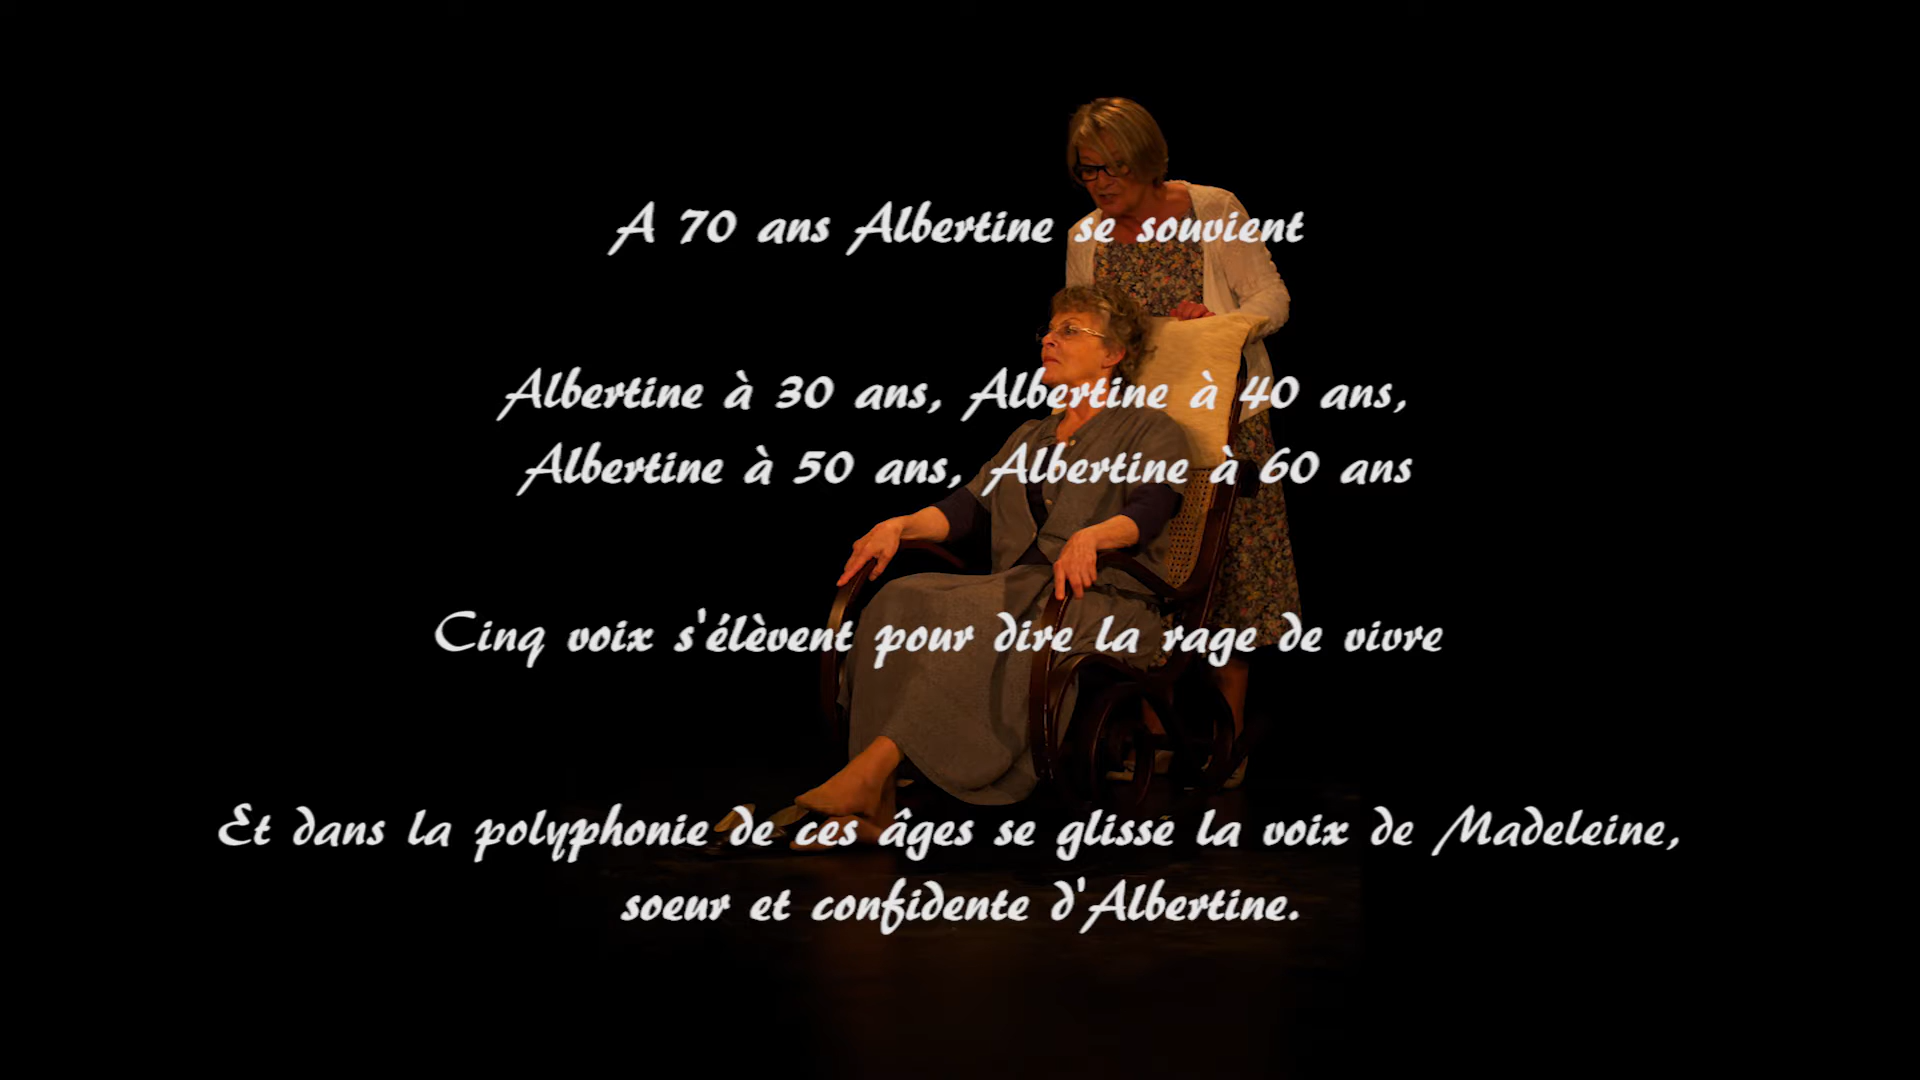 A 70 ans Albertine se souvient
Albertine à 30 ans, Albertine à 40 ans,
Albertine à 50 ans, Albertine à 60 ans
Cinq voix s'élèvent pour dire la rage de vivre
Et dans la polyphonie de ces âges se glisse la voix de Madeleine,
soeur et confidente d'Albertine.